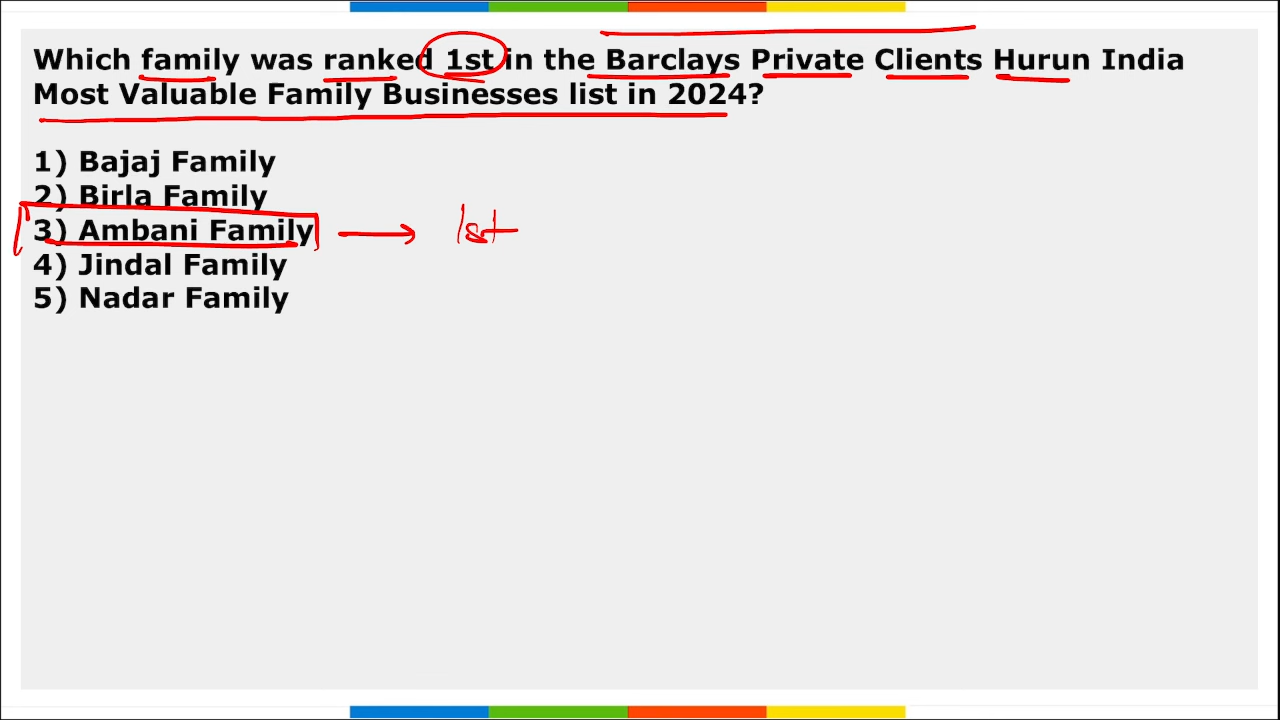 Which family was ranked 1st in the Barclays Private Clients Hurun India
Most Valuable Family Businesses list in 2024?
1) Bajaj Family
2) Birla Family
3) Ambani Family → 1st
4) Jindal Family
5) Nadar Family